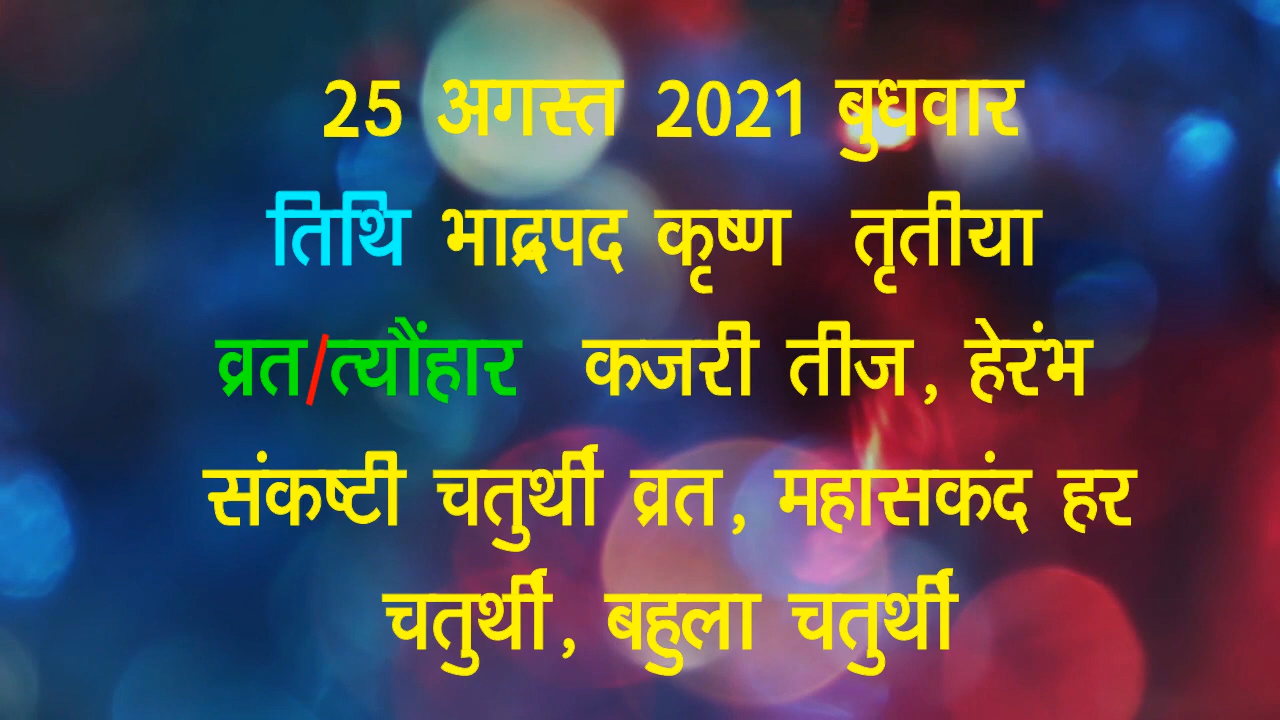 25 अगस्त 2021 बुधवार
तिथि भाद्रपद कृष्ण तृतीया
व्रत/त्यौंहार कजरी तीज, हेरंभ
संकष्टी चतुर्थी व्रत, महासकंद हर
चतुर्थी, बहुला चतुर्थी